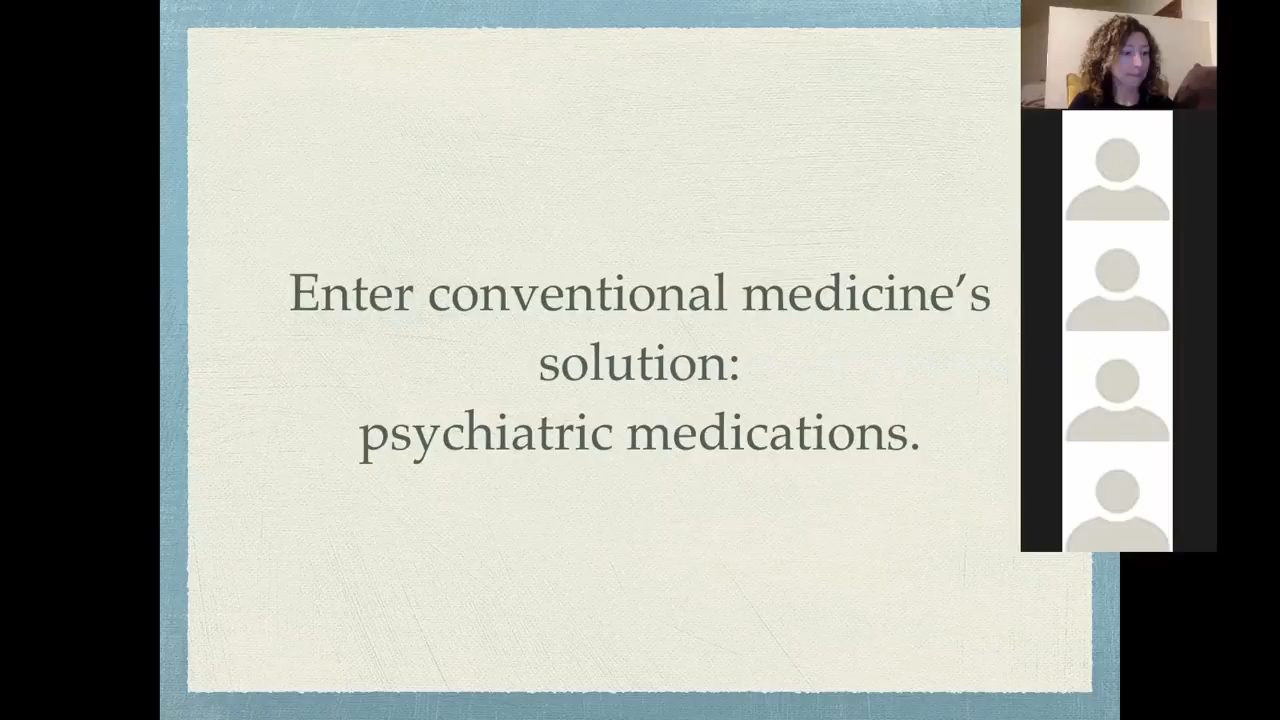 Enter conventional medicine’s
solution:
psychiatric medications.